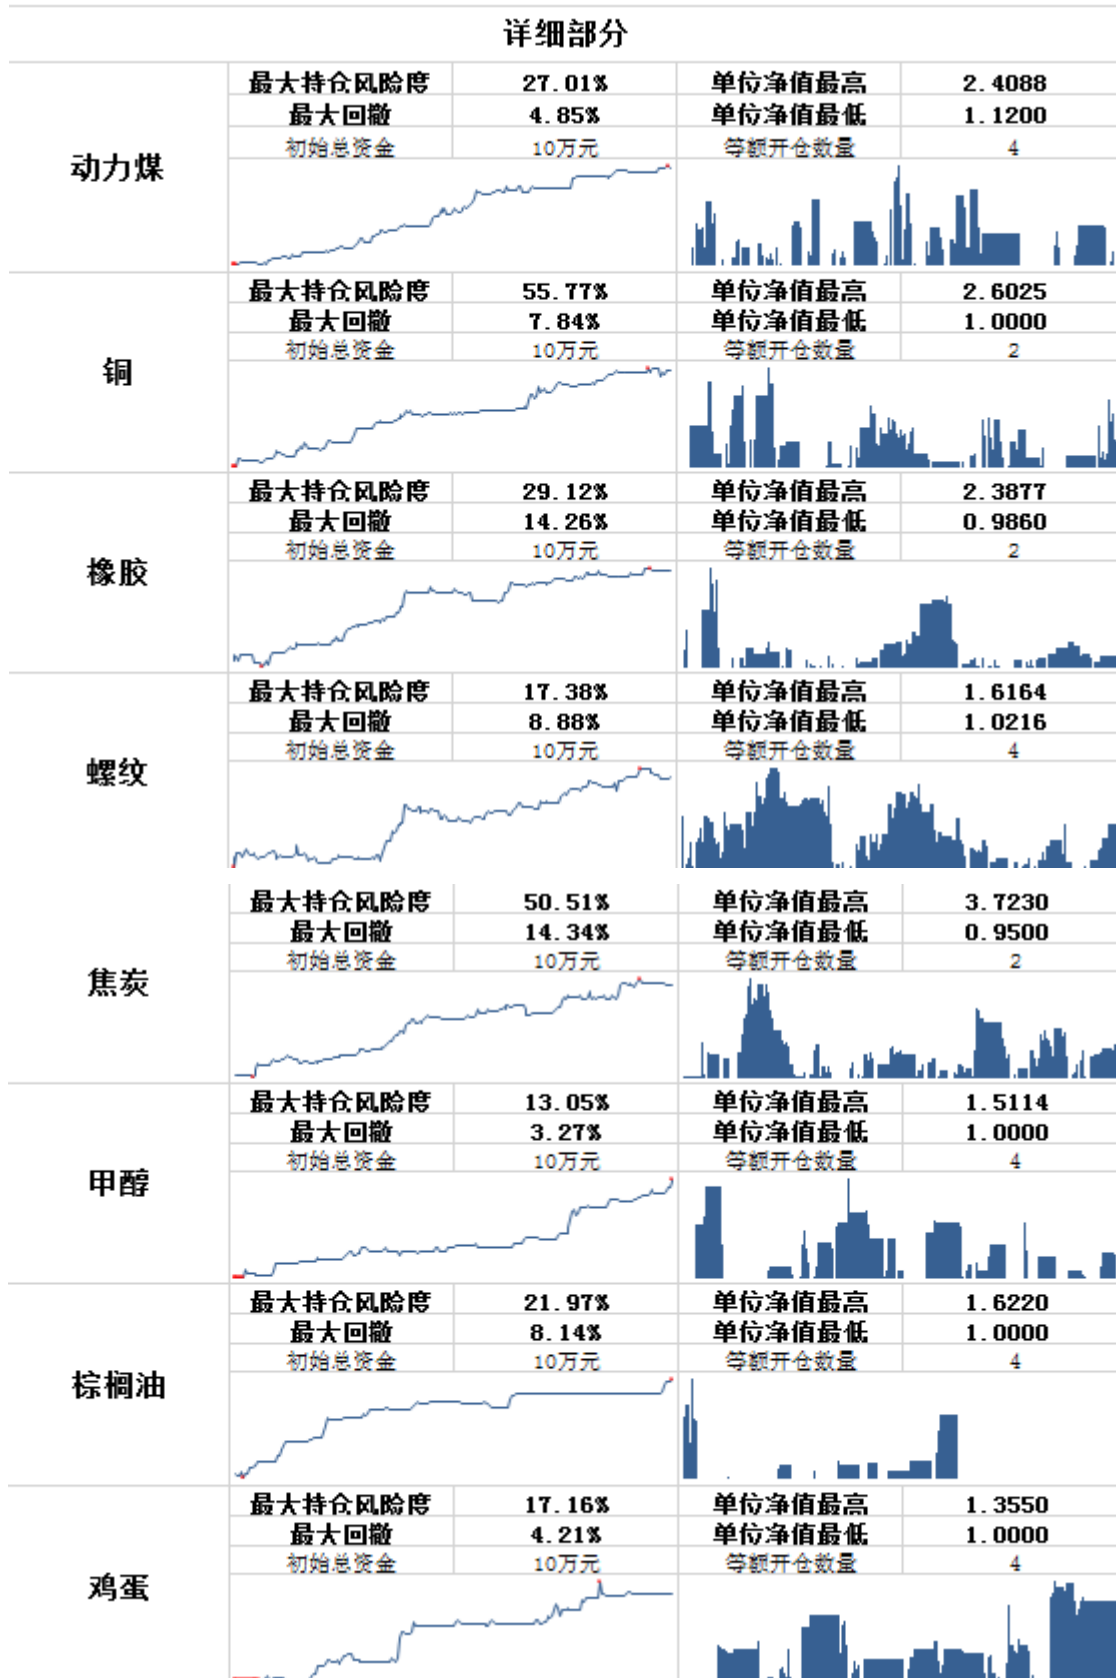 详细部分
动力煤
最大持仓风险度 27.01% 单位净值最高 2.4088
最大回撤 4.85% 单位净值最低 1.1200
初始总资金 10万元 等额开仓数量 4
铜
最大持仓风险度 55.77% 单位净值最高 2.6025
最大回撤 7.84% 单位净值最低 1.0000
初始总资金 10万元 等额开仓数量 2
橡胶
最大持仓风险度 29.12% 单位净值最高 2.3877
最大回撤 14.26% 单位净值最低 0.9860
初始总资金 10万元 等额开仓数量 2
螺纹
最大持仓风险度 17.38% 单位净值最高 1.6164
最大回撤 8.88% 单位净值最低 1.0216
初始总资金 10万元 等额开仓数量 4
焦炭
最大持仓风险度 50.51% 单位净值最高 3.7230
最大回撤 14.34% 单位净值最低 0.9500
初始总资金 10万元 等额开仓数量 2
甲醇
最大持仓风险度 13.05% 单位净值最高 1.5114
最大回撤 3.27% 单位净值最低 1.0000
初始总资金 10万元 等额开仓数量 4
棕榈油
最大持仓风险度 21.97% 单位净值最高 1.6220
最大回撤 8.14% 单位净值最低 1.0000
初始总资金 10万元 等额开仓数量 4
鸡蛋
最大持仓风险度 17.16% 单位净值最高 1.3550
最大回撤 4.21% 单位净值最低 1.0000
初始总资金 10万元 等额开仓数量 4